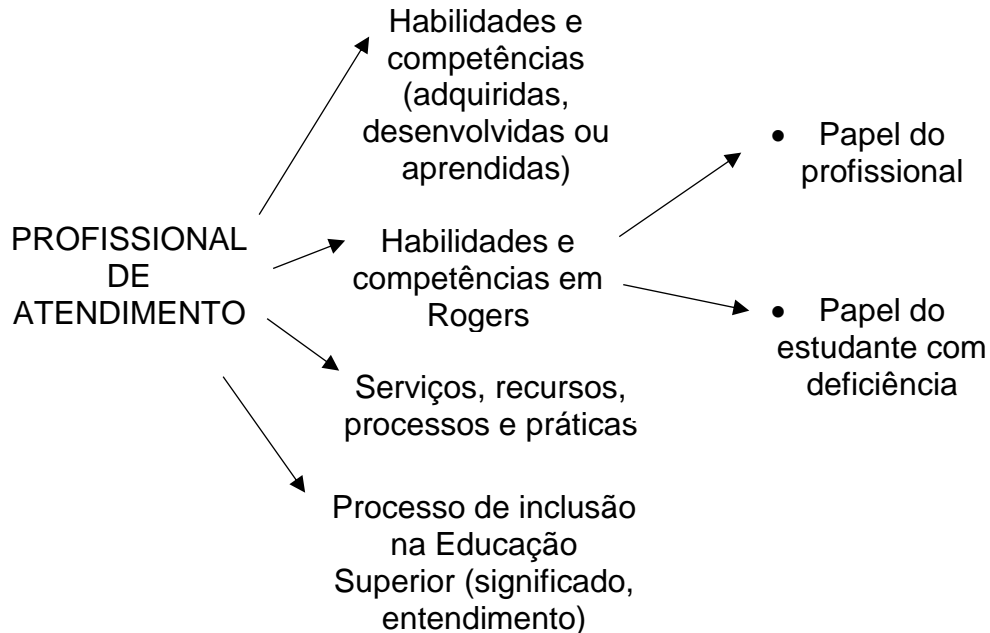 Habilidades e
competências
(adquiridas,
desenvolvidas ou
aprendidas)
PROFISSIONAL
DE
ATENDIMENTO
Habilidades e
competências em
Rogers
• Papel do
profissional
• Papel do
estudante com
deficiência
Serviços, recursos,
processos e práticas
Processo de inclusão
na Educação
Superior (significado,
entendimento)